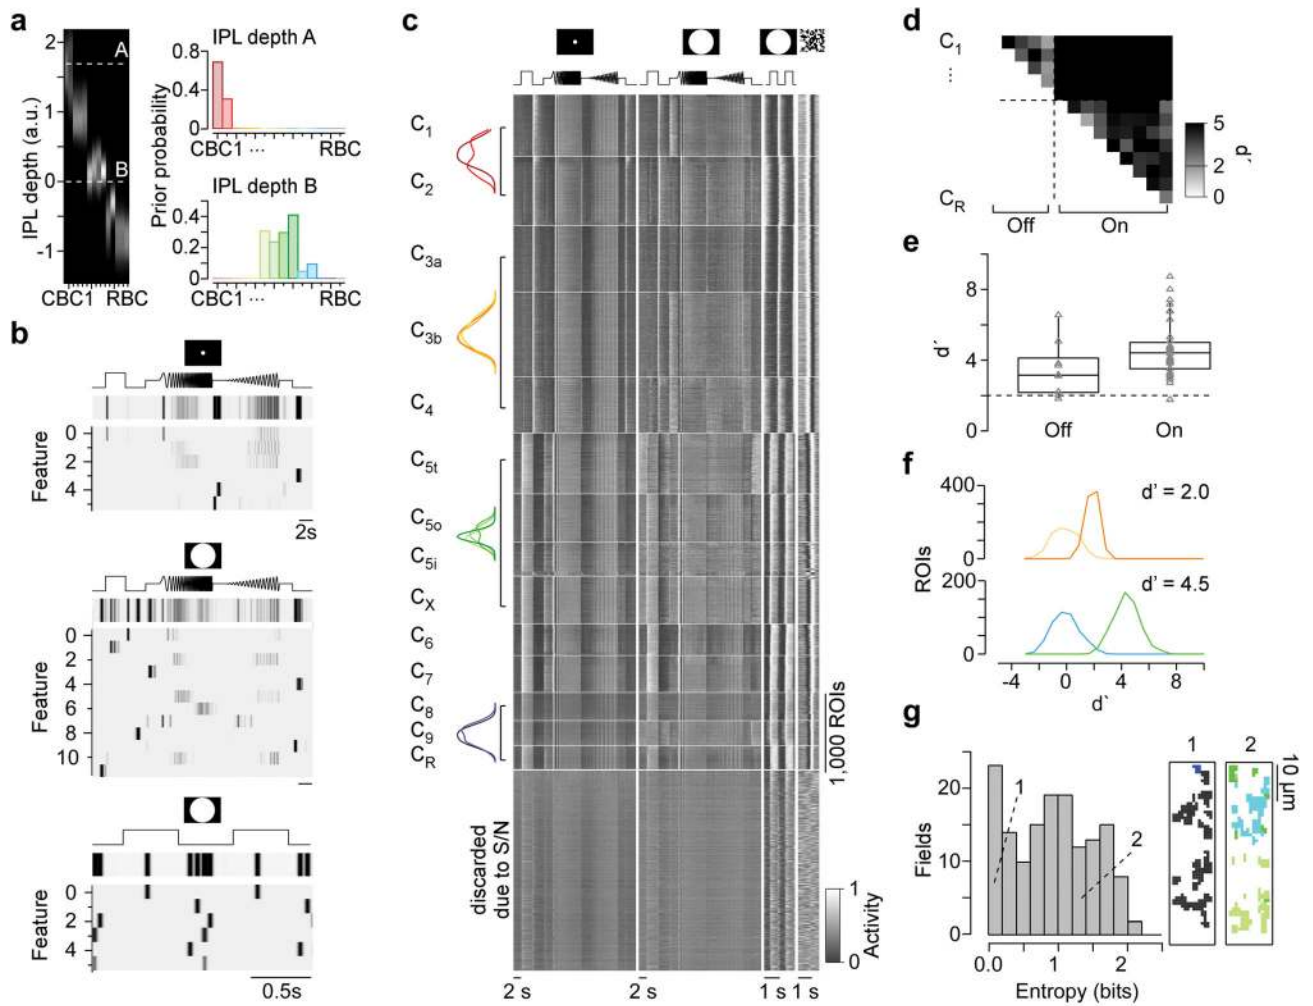 a
2
1
0
-1
IPL depth (a.u.)
A
B
CBC1 RBC
IPL depth A
0.8
0.4
0
CBC1 ··· RBC
IPL depth B
0.4
0.2
0
CBC1 ··· RBC
Prior probability
b
Feature
0
2
4
2s
Feature
0
2
4
6
8
10
Feature
0
2
4
0.5s
c
C1
C2
C3a
C3b
C4
C5t
C5o
C5i
CX
C6
C7
C8
C9
CR
discarded
due to S/N
1,000 ROIs
1
0
Activity
2 s
2 s
1 s
1 s
d
C1
⋮
CR
Off
On
5
2
0
d´
e
8
4
0
d´
Off
On
f
400
0
d' = 2.0
200
0
d' = 4.5
ROIs
-4 0 4 8
d`
g
20
10
0
Fields
1
2
0.0 1 2
Entropy (bits)
1 2
10 µm